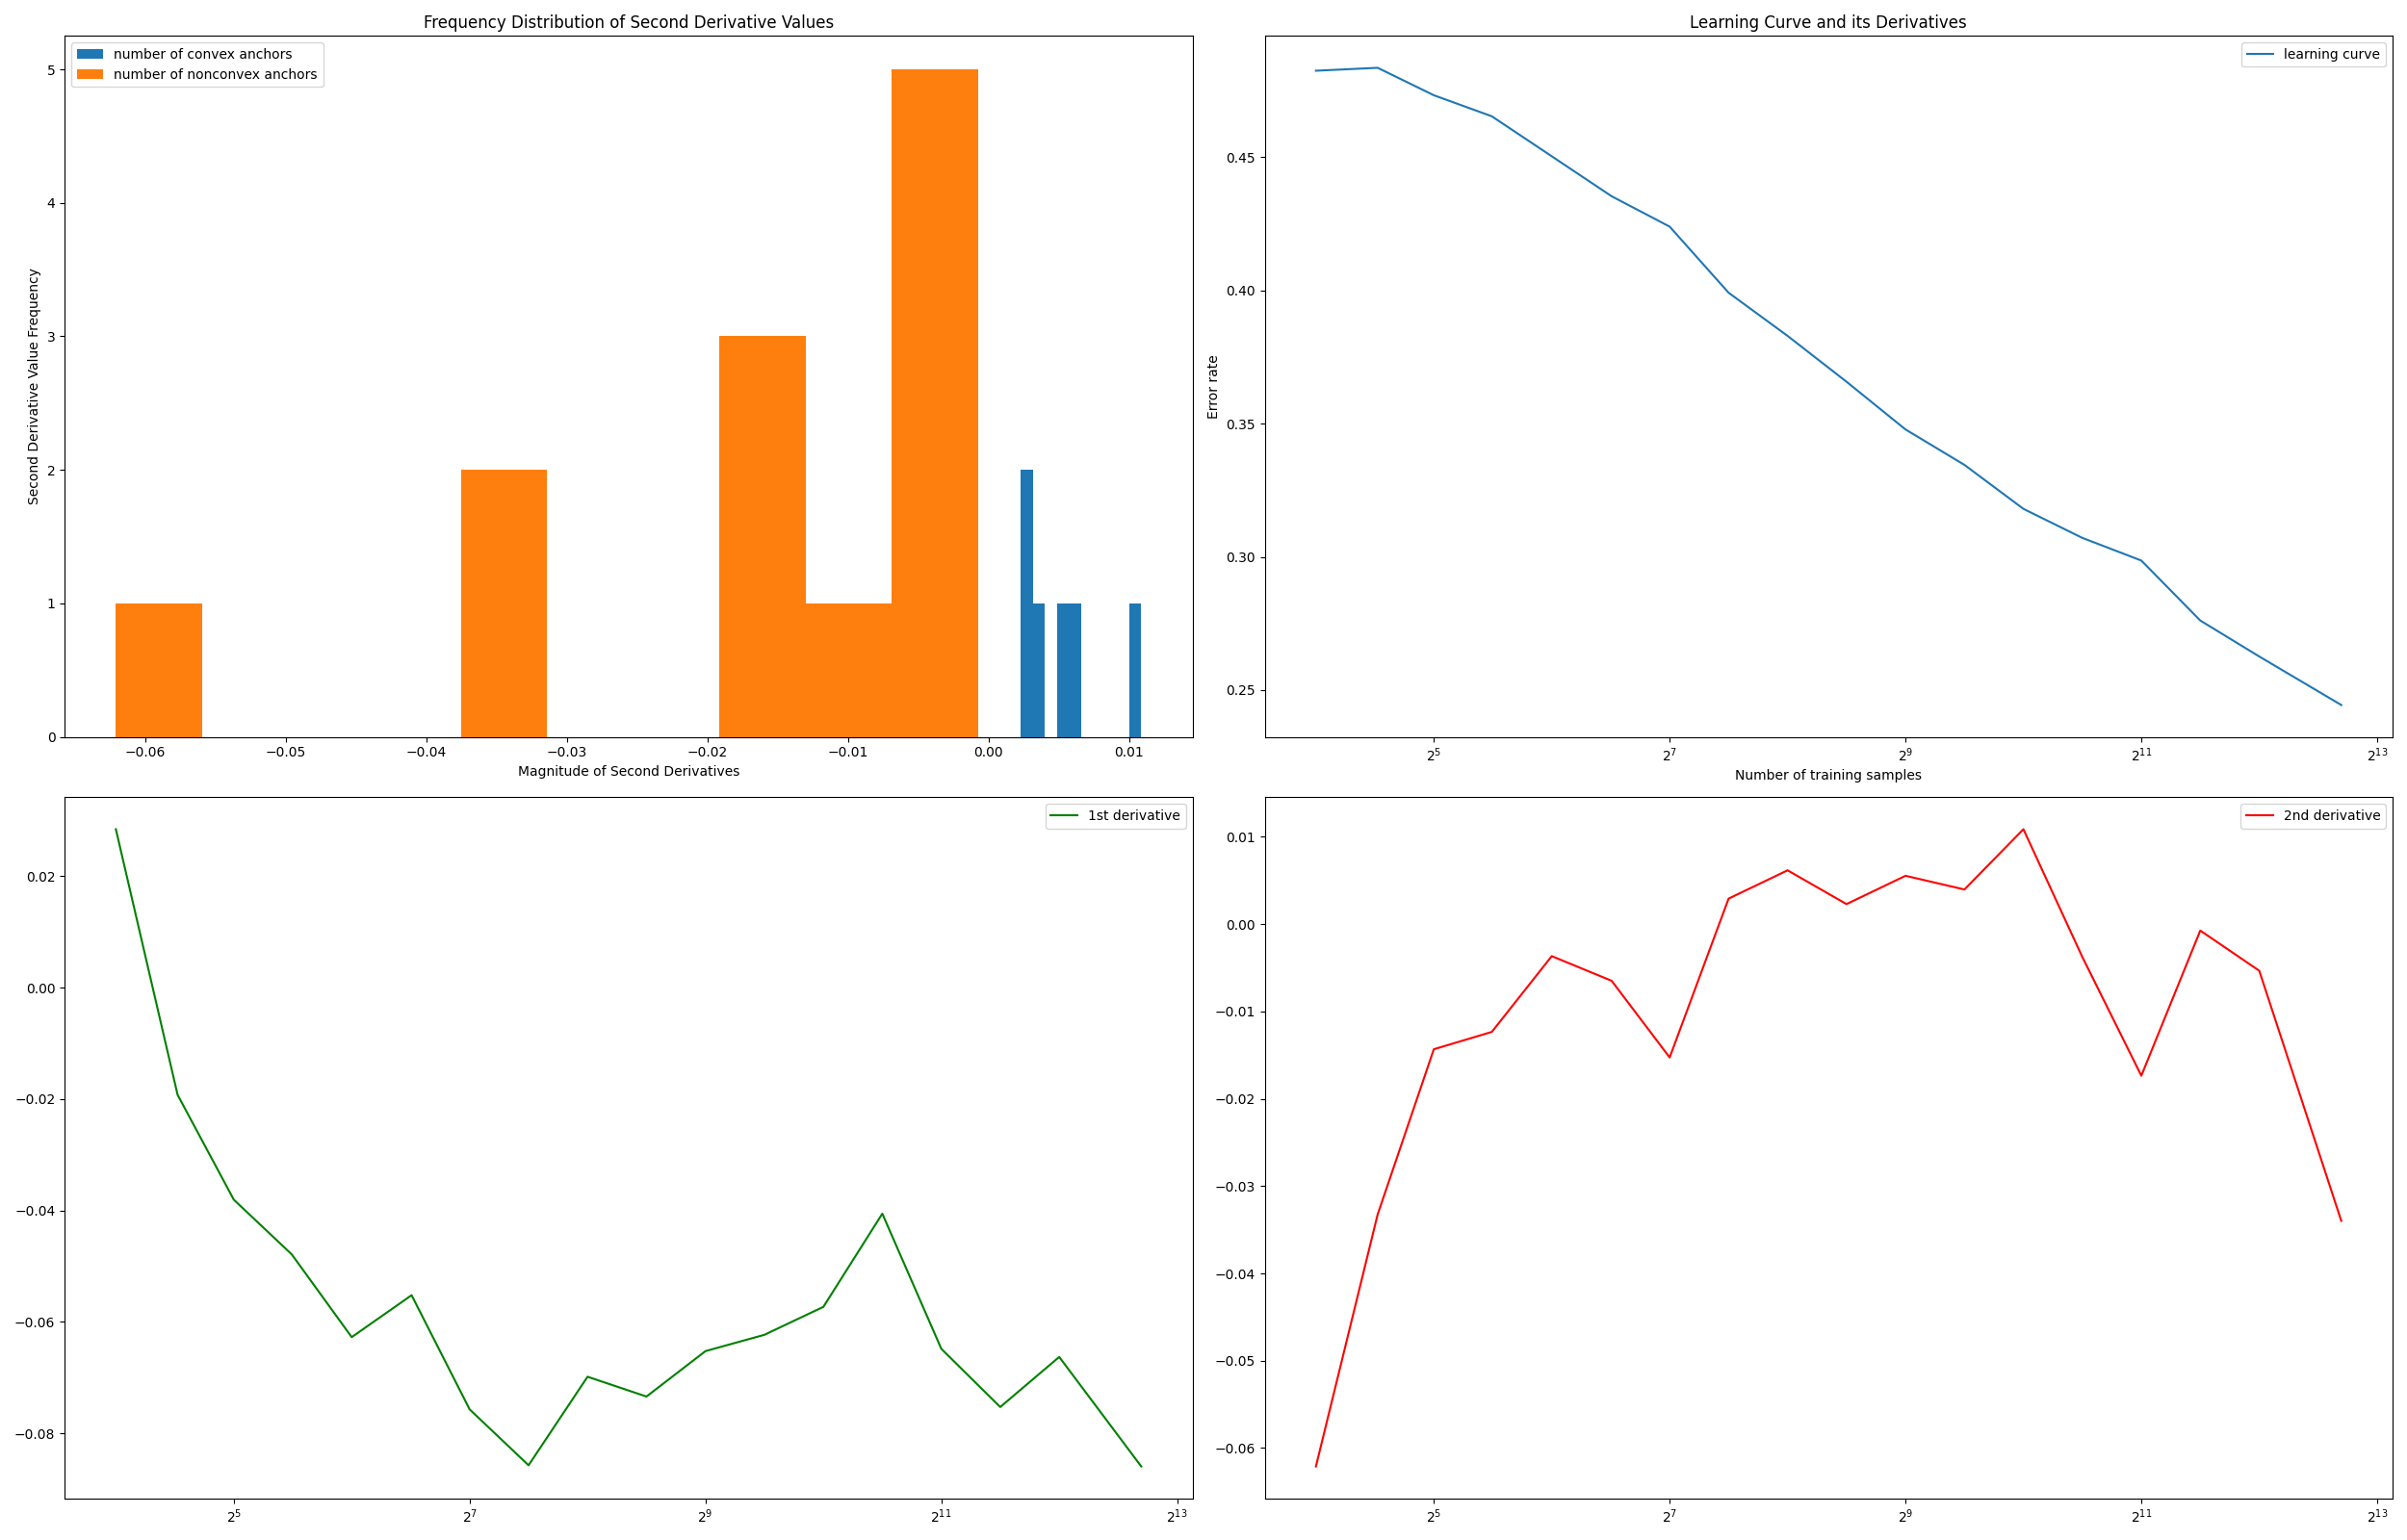 Frequency Distribution of Second Derivative Values
number of convex anchors
number of nonconvex anchors
5
4
3
2
1
0
Second Derivative Value Frequency
−0.06 −0.05 −0.04 −0.03 −0.02 −0.01 0.00 0.01
Magnitude of Second Derivatives
Learning Curve and its Derivatives
learning curve
0.45
0.40
0.35
0.30
0.25
Error rate
2^5 2^7 2^9 2^11 2^13
Number of training samples
1st derivative
0.02
0.00
−0.02
−0.04
−0.06
−0.08
2^5 2^7 2^9 2^11 2^13
2nd derivative
0.01
0.00
−0.01
−0.02
−0.03
−0.04
−0.05
−0.06
2^5 2^7 2^9 2^11 2^13